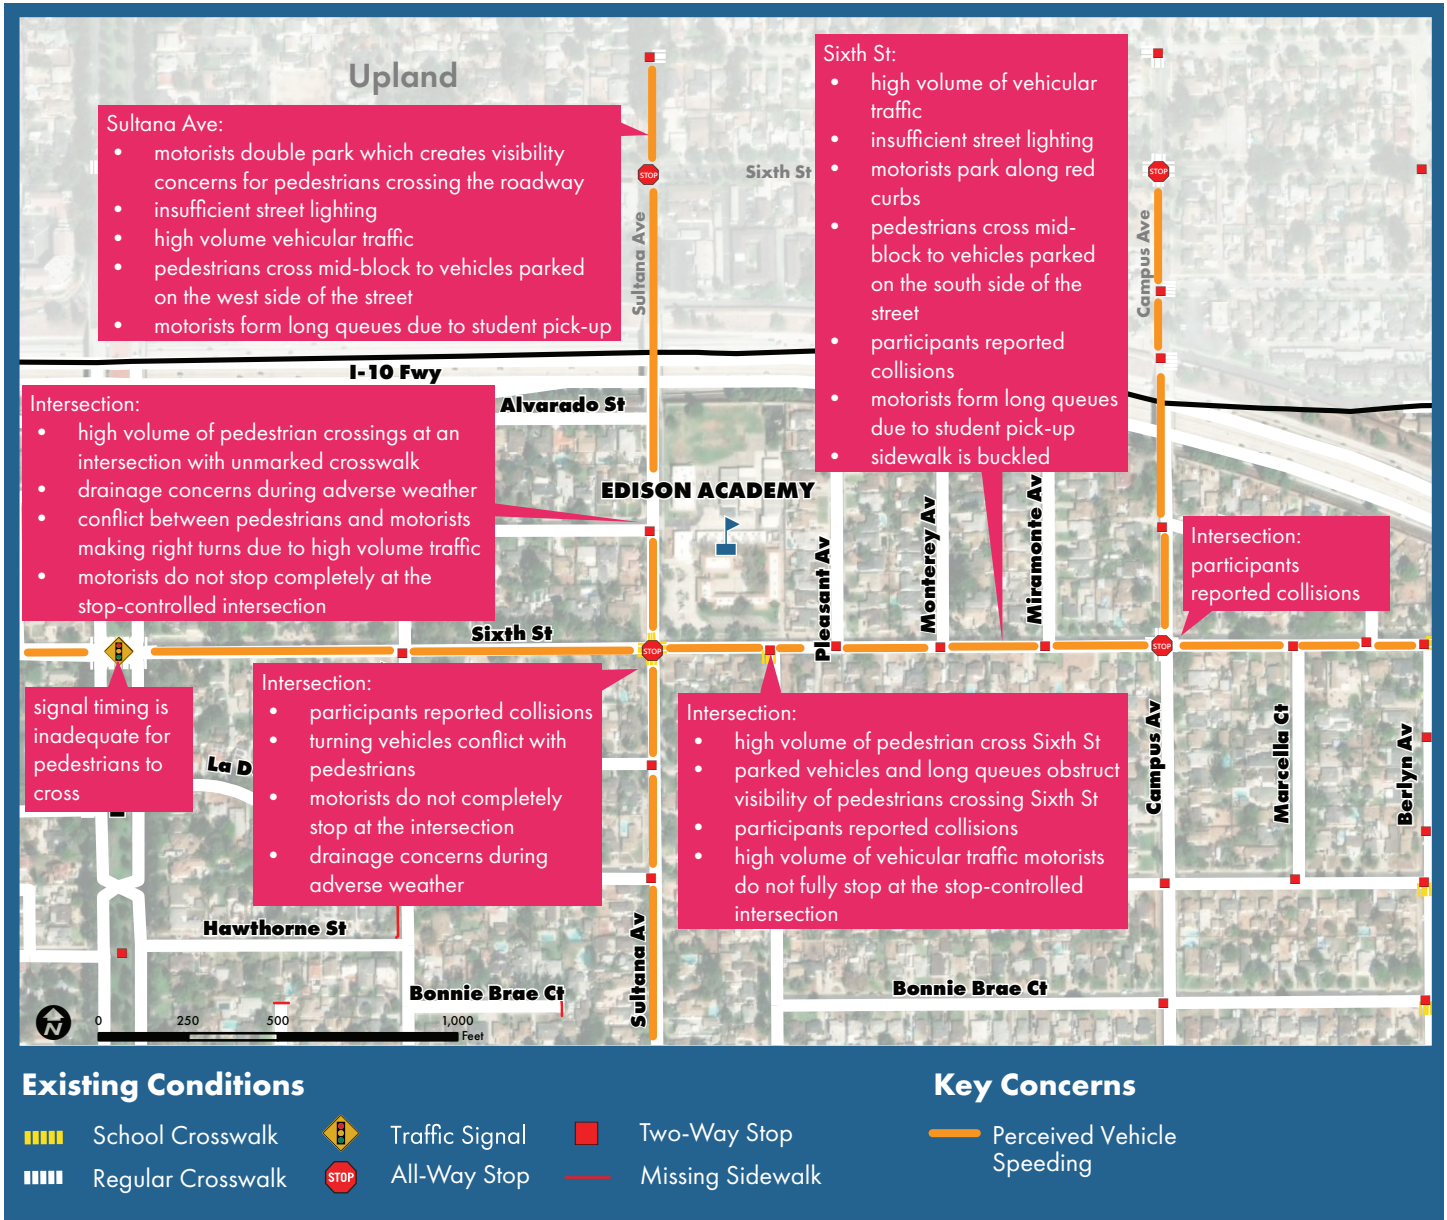 Upland
Sultana Ave:
• motorists double park which creates visibility
concerns for pedestrians crossing the roadway
• insufficient street lighting
• high volume vehicular traffic
• pedestrians cross mid-block to vehicles parked
on the west side of the street
• motorists form long queues due to student pick-up
Sixth St:
• high volume of vehicular
traffic
• insufficient street lighting
• motorists park along red
curbs
• pedestrians cross mid-
block to vehicles parked
on the south side of the
street
• participants reported
collisions
• motorists form long queues
due to student pick-up
• sidewalk is buckled
STOP
Sixth St
STOP
Sultana Ave
Campus Ave
I-10 Fwy
Alvarado St
Intersection:
• high volume of pedestrian crossings at an
intersection with unmarked crosswalk
• drainage concerns during adverse weather
• conflict between pedestrians and motorists
making right turns due to high volume traffic
• motorists do not stop completely at the
stop-controlled intersection
EDISON ACADEMY
Pleasant Av
Monterey Av
Miramonte Av
Intersection:
participants
reported collisions
Sixth St
STOP
STOP
signal timing is
inadequate for
pedestrians to
cross
La D
Intersection:
• participants reported collisions
• turning vehicles conflict with
pedestrians
• motorists do not completely
stop at the intersection
• drainage concerns during
adverse weather
Intersection:
• high volume of pedestrian cross Sixth St
• parked vehicles and long queues obstruct
visibility of pedestrians crossing Sixth St
• participants reported collisions
• high volume of vehicular traffic motorists
do not fully stop at the stop-controlled
intersection
Campus Av
Marcella Ct
Berlyn Av
Hawthorne St
Sultana Av
Bonnie Brae Ct
Bonnie Brae Ct
N
0 250 500 1,000
Feet
Existing Conditions
School Crosswalk
Regular Crosswalk
Traffic Signal
STOP All-Way Stop
Two-Way Stop
Missing Sidewalk
Key Concerns
Perceived Vehicle
Speeding